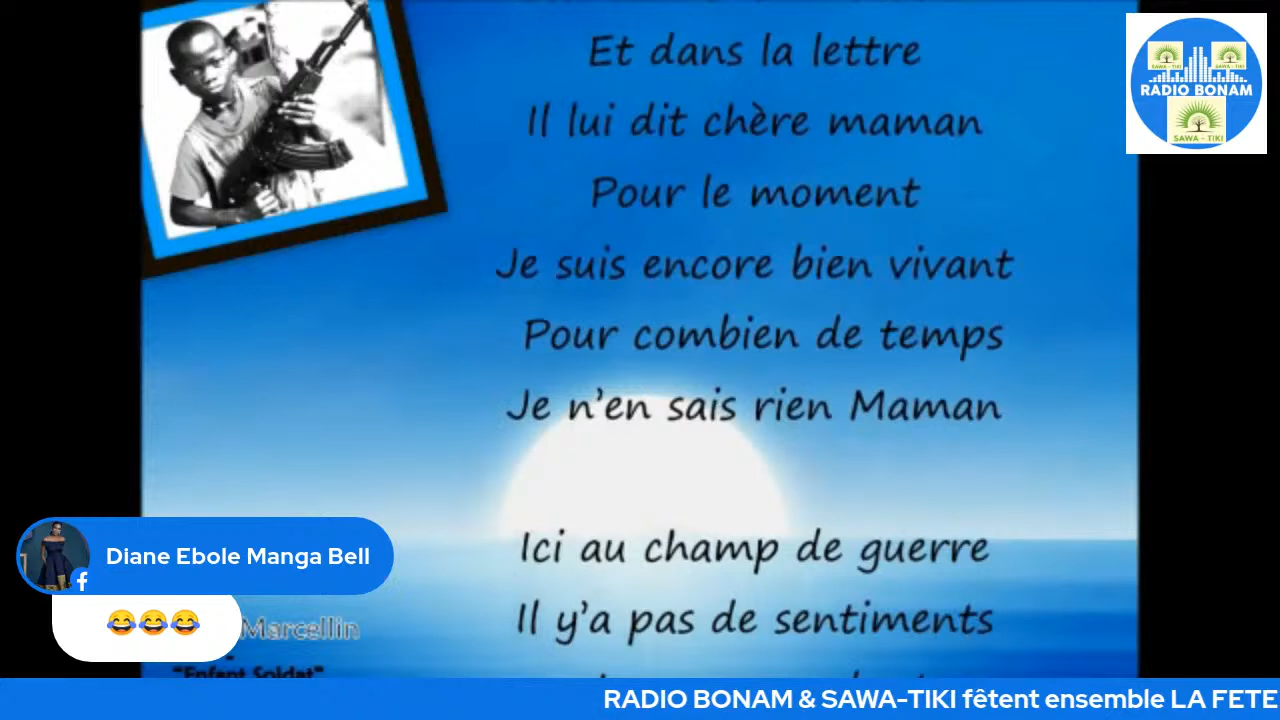 Et dans la lettre
Il lui dit chère maman
Pour le moment
Je suis encore bien vivant
Pour combien de temps
Je n'en sais rien Maman
Ici au champ de guerre
Il y'a pas de sentiments
SAWA - TIKI
SAWA - TIKI
RADIO BONAM
SAWA - TIKI
Diane Ebole Manga Bell
😂😂😂
Marcellin
"Enfant Soldat"
RADIO BONAM & SAWA-TIKI fêtent ensemble LA FETE